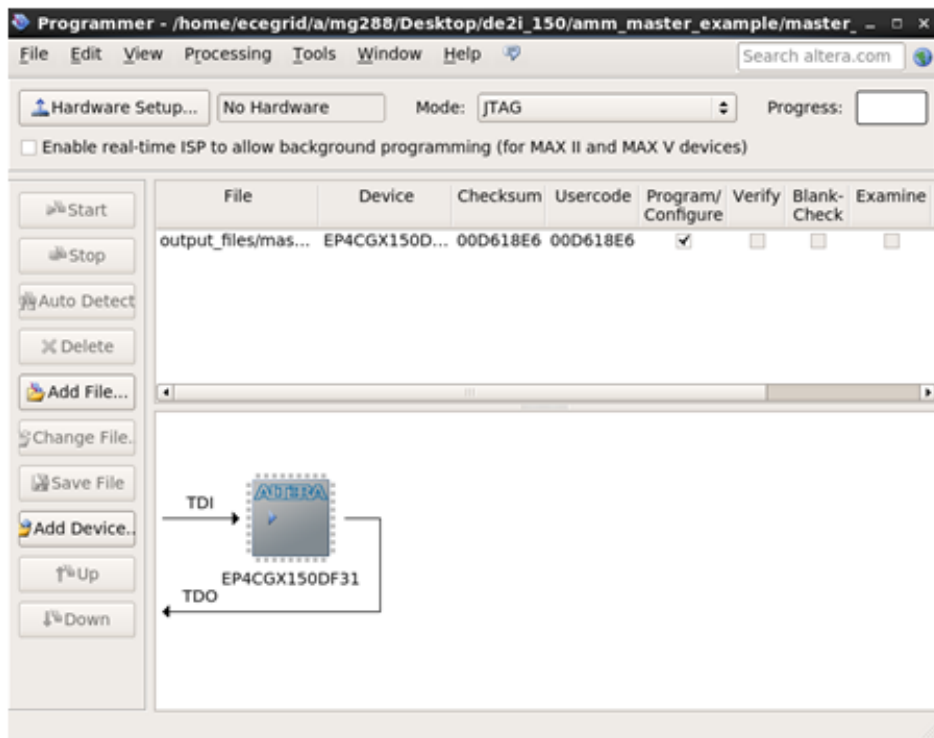 Programmer - /home/ecegrid/a/mg288/Desktop/de2i_150/amm_master_example/master_
File Edit View Processing Tools Window Help
Search altera.com
Hardware Setup... No Hardware Mode: JTAG Progress:
Enable real-time ISP to allow background programming (for MAX II and MAX V devices)
Start
Stop
Auto Detect
Delete
Add File...
Change File.
Save File
Add Device..
Up
Down
File Device Checksum Usercode Program/ Verify Blank- Examine
Configure Check
output_files/mas... EP4CGX150D... 00D618E6 00D618E6
ALTERA
TDI
EP4CGX150DF31
TDO